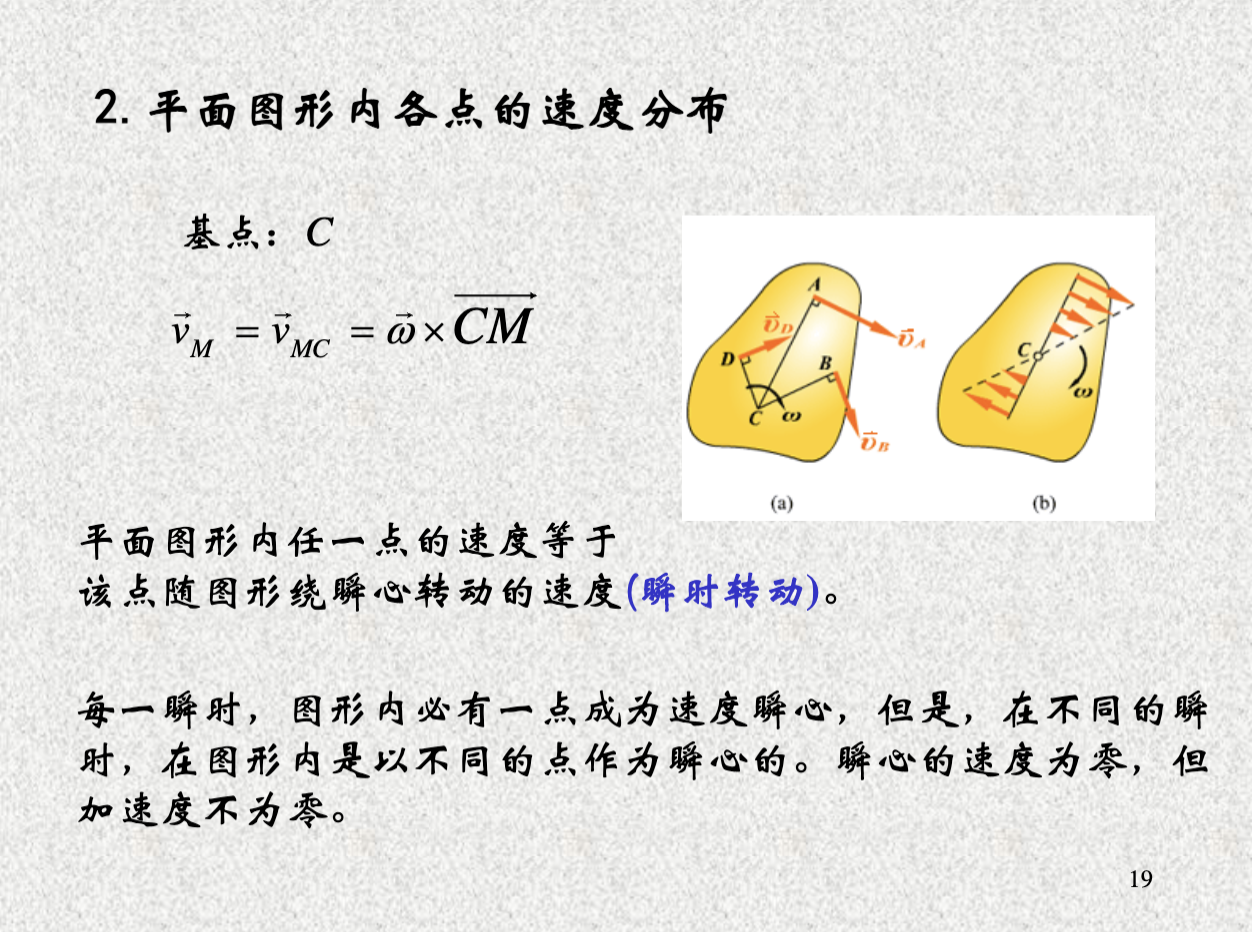 2. 平面图形内各点的速度分布
基点：C
$\vec{v}_M = \vec{v}_{MC} = \vec{\omega} \times \overrightarrow{CM}$
A
$\vec{v}_D$
$\vec{v}_A$
D
B
C
ω
$\vec{v}_B$
(a)
C
ω
(b)
平面图形内任一点的速度等于
该点随图形绕瞬心转动的速度(瞬时转动)。
每一瞬时，图形内必有一点成为速度瞬心，但是，在不同的瞬
时，在图形内是以不同的点作为瞬心的。瞬心的速度为零，但
加速度不为零。
19